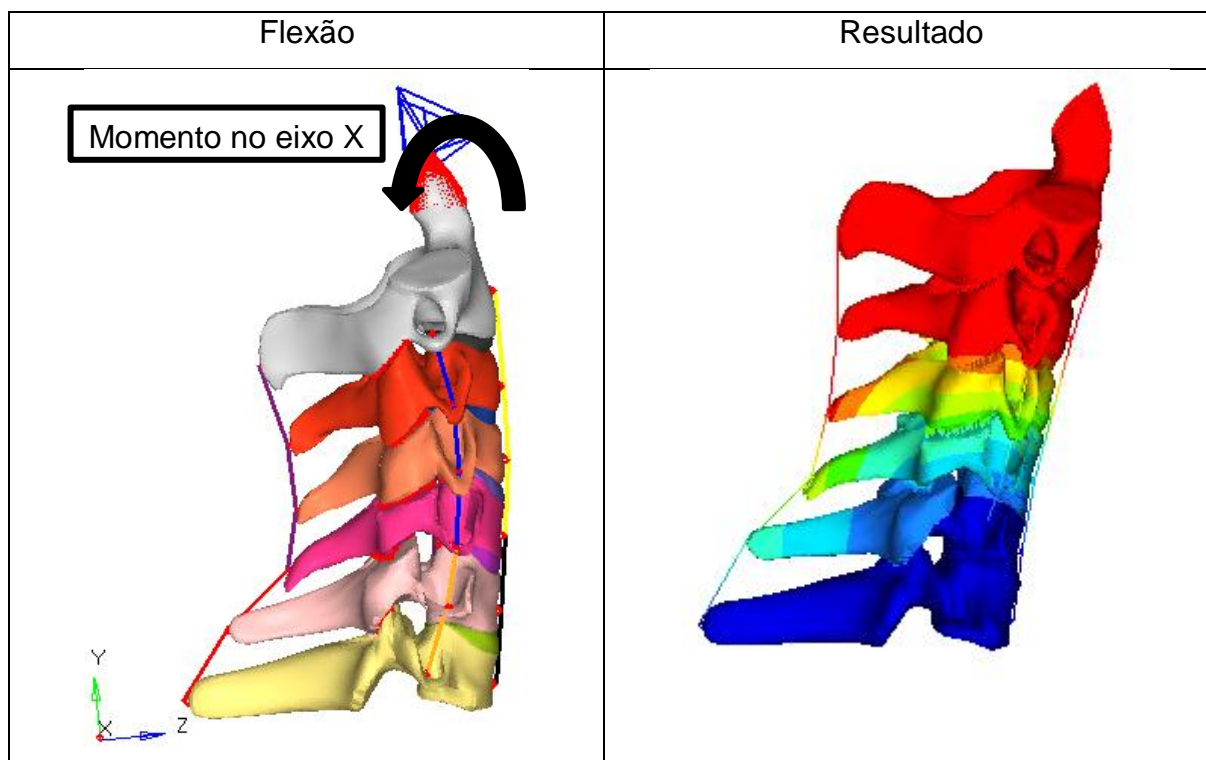 Flexão
Resultado
Momento no eixo X
Y
X
Z